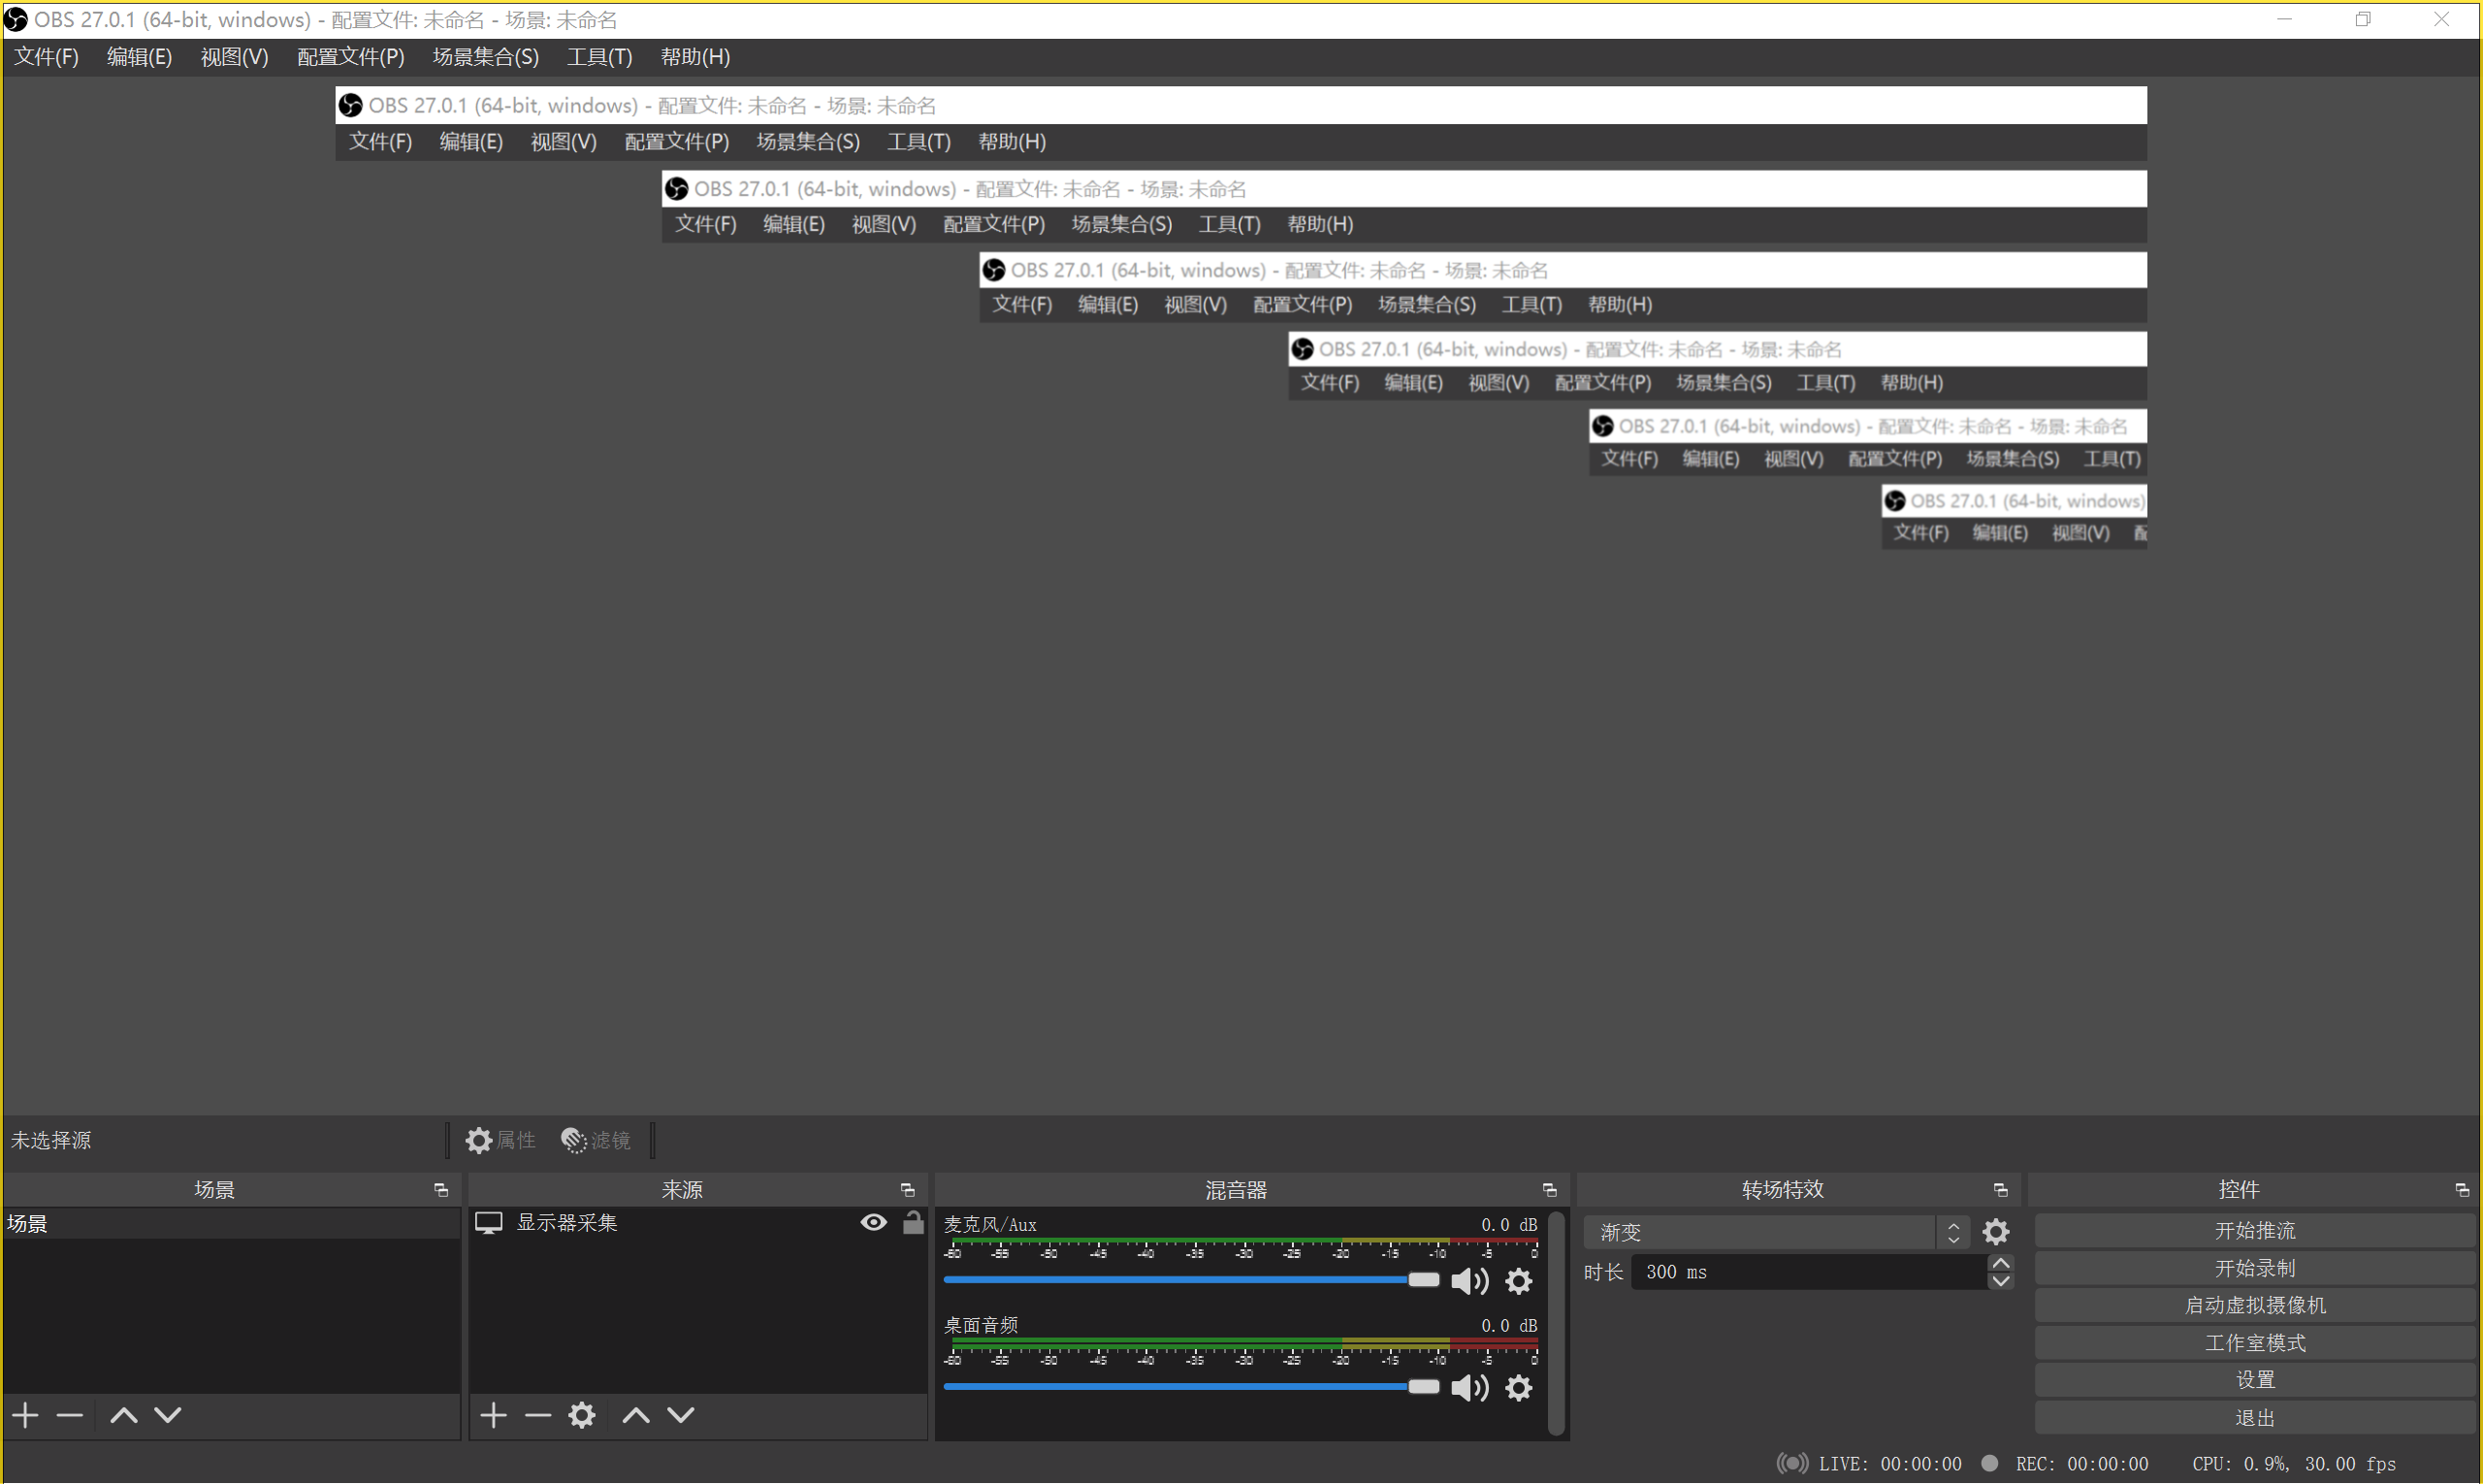 OBS 27.0.1 (64-bit, windows) - 配置文件: 未命名 - 场景: 未命名
文件(F) 编辑(E) 视图(V) 配置文件(P) 场景集合(S) 工具(T) 帮助(H)
OBS 27.0.1 (64-bit, windows) - 配置文件: 未命名 - 场景: 未命名
文件(F) 编辑(E) 视图(V) 配置文件(P) 场景集合(S) 工具(T) 帮助(H)
OBS 27.0.1 (64-bit, windows) - 配置文件: 未命名 - 场景: 未命名
文件(F) 编辑(E) 视图(V) 配置文件(P) 场景集合(S) 工具(T) 帮助(H)
OBS 27.0.1 (64-bit, windows) - 配置文件: 未命名 - 场景: 未命名
文件(F) 编辑(E) 视图(V) 配置文件(P) 场景集合(S) 工具(T) 帮助(H)
OBS 27.0.1 (64-bit, windows) - 配置文件: 未命名 - 场景: 未命名
文件(F) 编辑(E) 视图(V) 配置文件(P) 场景集合(S) 工具(T) 帮助(H)
OBS 27.0.1 (64-bit, windows) - 配置文件: 未命名 - 场景: 未命名
文件(F) 编辑(E) 视图(V) 配置文件(P) 场景集合(S) 工具(T)
OBS 27.0.1 (64-bit, windows)
文件(F) 编辑(E) 视图(V) 配
未选择源 属性 滤镜
场景
场景
来源
显示器采集
混音器
麦克风/Aux 0.0 dB
-60 -55 -50 -45 -40 -35 -30 -25 -20 -15 -10 -5 0
桌面音频 0.0 dB
-60 -55 -50 -45 -40 -35 -30 -25 -20 -15 -10 -5 0
转场特效
渐变
时长 300 ms
控件
开始推流
开始录制
启动虚拟摄像机
工作室模式
设置
退出
LIVE: 00:00:00 REC: 00:00:00 CPU: 0.9%, 30.00 fps